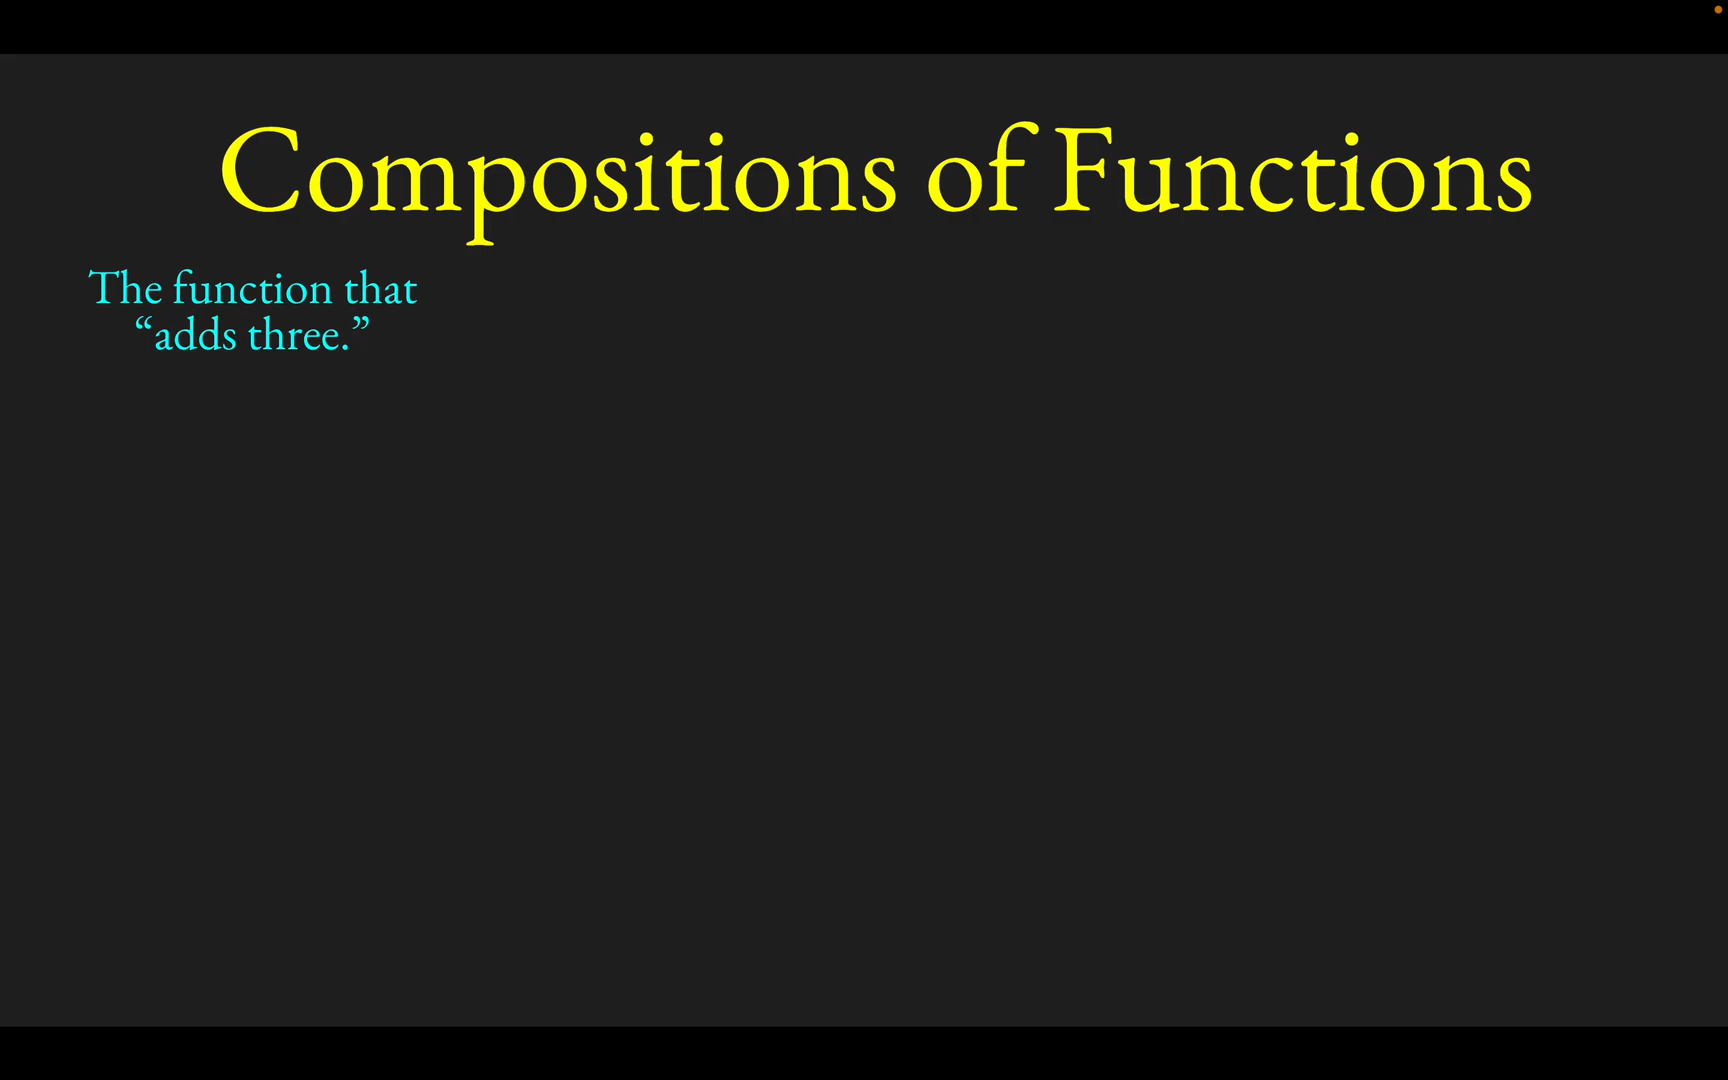 Compositions of Functions
The function that
“adds three.”